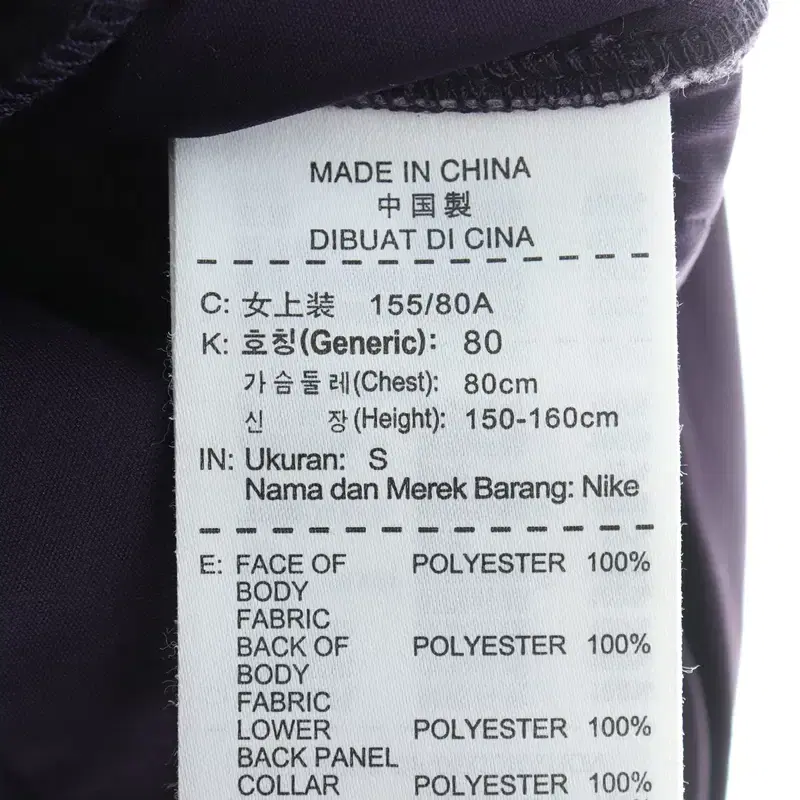 MADE IN CHINA
中国製
DIBUAT DI CINA
C: 女上装 155/80A
K: 호칭(Generic): 80
가슴둘레(Chest): 80cm
신 장(Height): 150-160cm
IN: Ukuran: S
Nama dan Merek Barang: Nike
E: FACE OF POLYESTER 100%
BODY
FABRIC
BACK OF POLYESTER 100%
BODY
FABRIC
LOWER POLYESTER 100%
BACK PANEL
COLLAR POLYESTER 100%